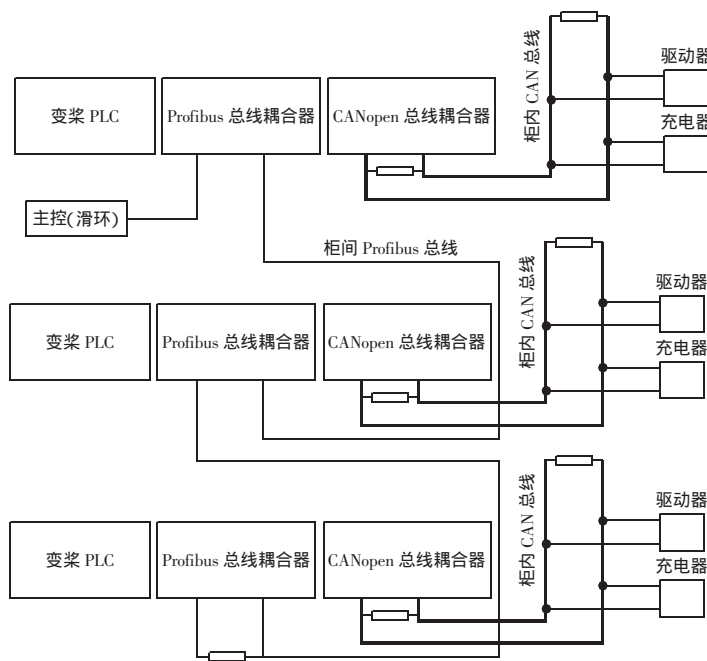 变桨 PLC
Profibus 总线耦合器
CANopen 总线耦合器
柜内 CAN 总线
驱动器
充电器
主控(滑环)
柜间 Profibus 总线
变桨 PLC
Profibus 总线耦合器
CANopen 总线耦合器
柜内 CAN 总线
驱动器
充电器
变桨 PLC
Profibus 总线耦合器
CANopen 总线耦合器
柜内 CAN 总线
驱动器
充电器